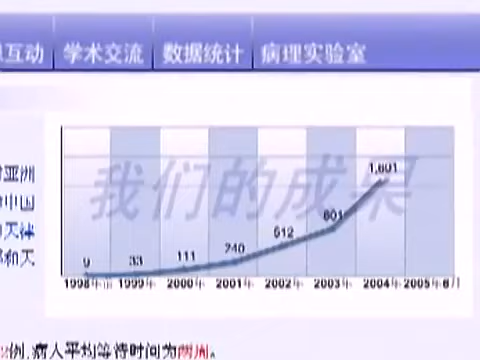 互动 学术交流 数据统计 病理实验室
我们的成果
亚洲
中国
天津
和天
1,601
801
512
240
111
33
9
1998年 1999年 2000年 2001年 2002年 2003年 2004年 2005年6月
例,病人平均等待时间为两周。